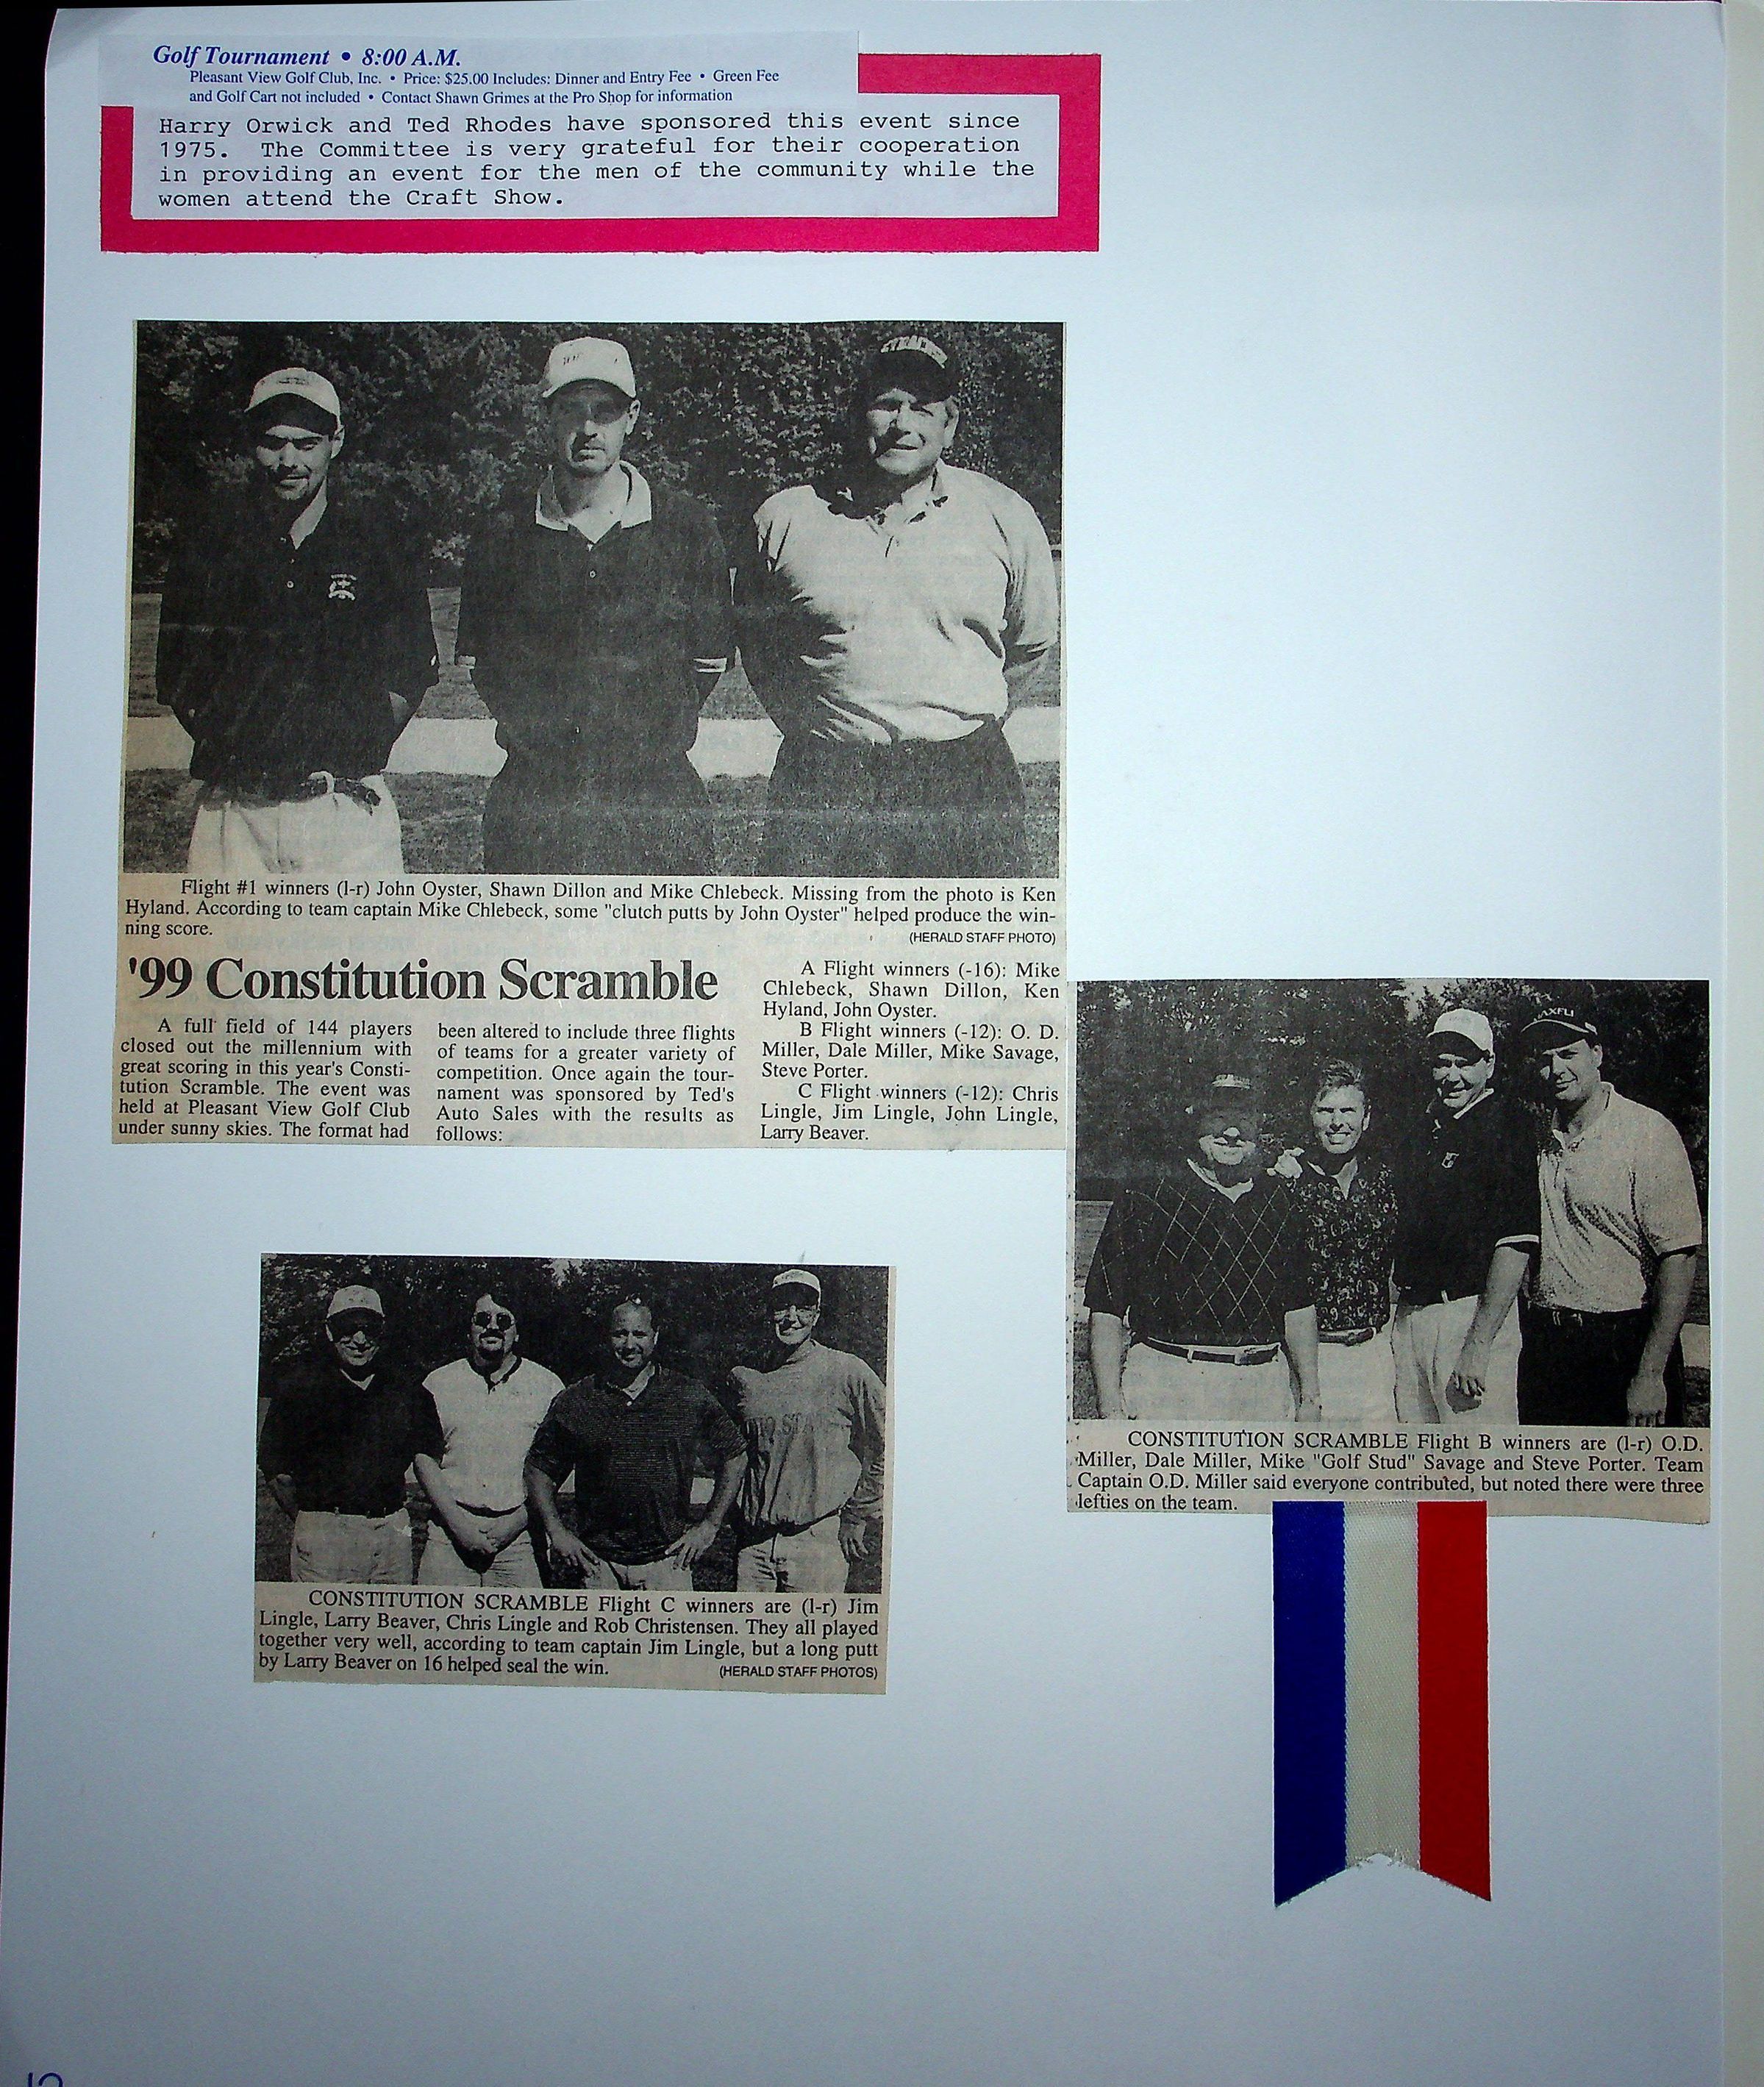 Golf Tournament • 8:00 A.M.
Pleasant View Golf Club, Inc. • Price: $25.00 Includes: Dinner and Entry Fee • Green Fee
and Golf Cart not included • Contact Shawn Grimes at the Pro Shop for information
Harry Orwick and Ted Rhodes have sponsored this event since
1975. The Committee is very grateful for their cooperation
in providing an event for the men of the community while the
women attend the Craft Show.
Flight #1 winners (l-r) John Oyster, Shawn Dillon and Mike Chlebeck. Missing from the photo is Ken
Hyland. According to team captain Mike Chlebeck, some "clutch putts by John Oyster" helped produce the win-
ning score.
(HERALD STAFF PHOTO)
'99 Constitution Scramble
A full field of 144 players
closed out the millennium with
great scoring in this year's Consti-
tution Scramble. The event was
held at Pleasant View Golf Club
under sunny skies. The format had
been altered to include three flights
of teams for a greater variety of
competition. Once again the tour-
nament was sponsored by Ted's
Auto Sales with the results as
follows:
A Flight winners (-16): Mike
Chlebeck, Shawn Dillon, Ken
Hyland, John Oyster.
B Flight winners (-12): O. D.
Miller, Dale Miller, Mike Savage,
Steve Porter.
C Flight winners (-12): Chris
Lingle, Jim Lingle, John Lingle,
Larry Beaver.
MAXFLI
CONSTITUTION SCRAMBLE Flight B winners are (l-r) O.D.
Miller, Dale Miller, Mike "Golf Stud" Savage and Steve Porter. Team
Captain O.D. Miller said everyone contributed, but noted there were three
lefties on the team.
CONSTITUTION SCRAMBLE Flight C winners are (l-r) Jim
Lingle, Larry Beaver, Chris Lingle and Rob Christensen. They all played
together very well, according to team captain Jim Lingle, but a long putt
by Larry Beaver on 16 helped seal the win.
(HERALD STAFF PHOTOS)